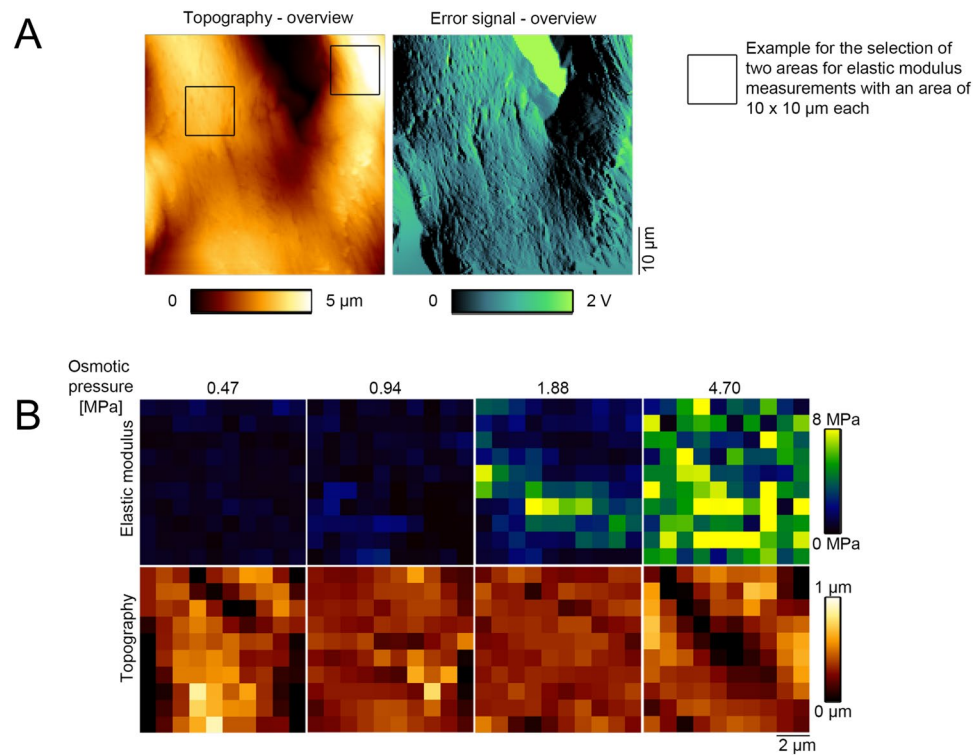 A
Topography - overview
Error signal - overview
Example for the selection of
two areas for elastic modulus
measurements with an area of
10 x 10 µm each
10 µm
0
5 µm
0
2 V
B
Osmotic
pressure
[MPa]
0.47
0.94
1.88
4.70
Elastic modulus
8 MPa
0 MPa
Topography
1 µm
0 µm
2 µm